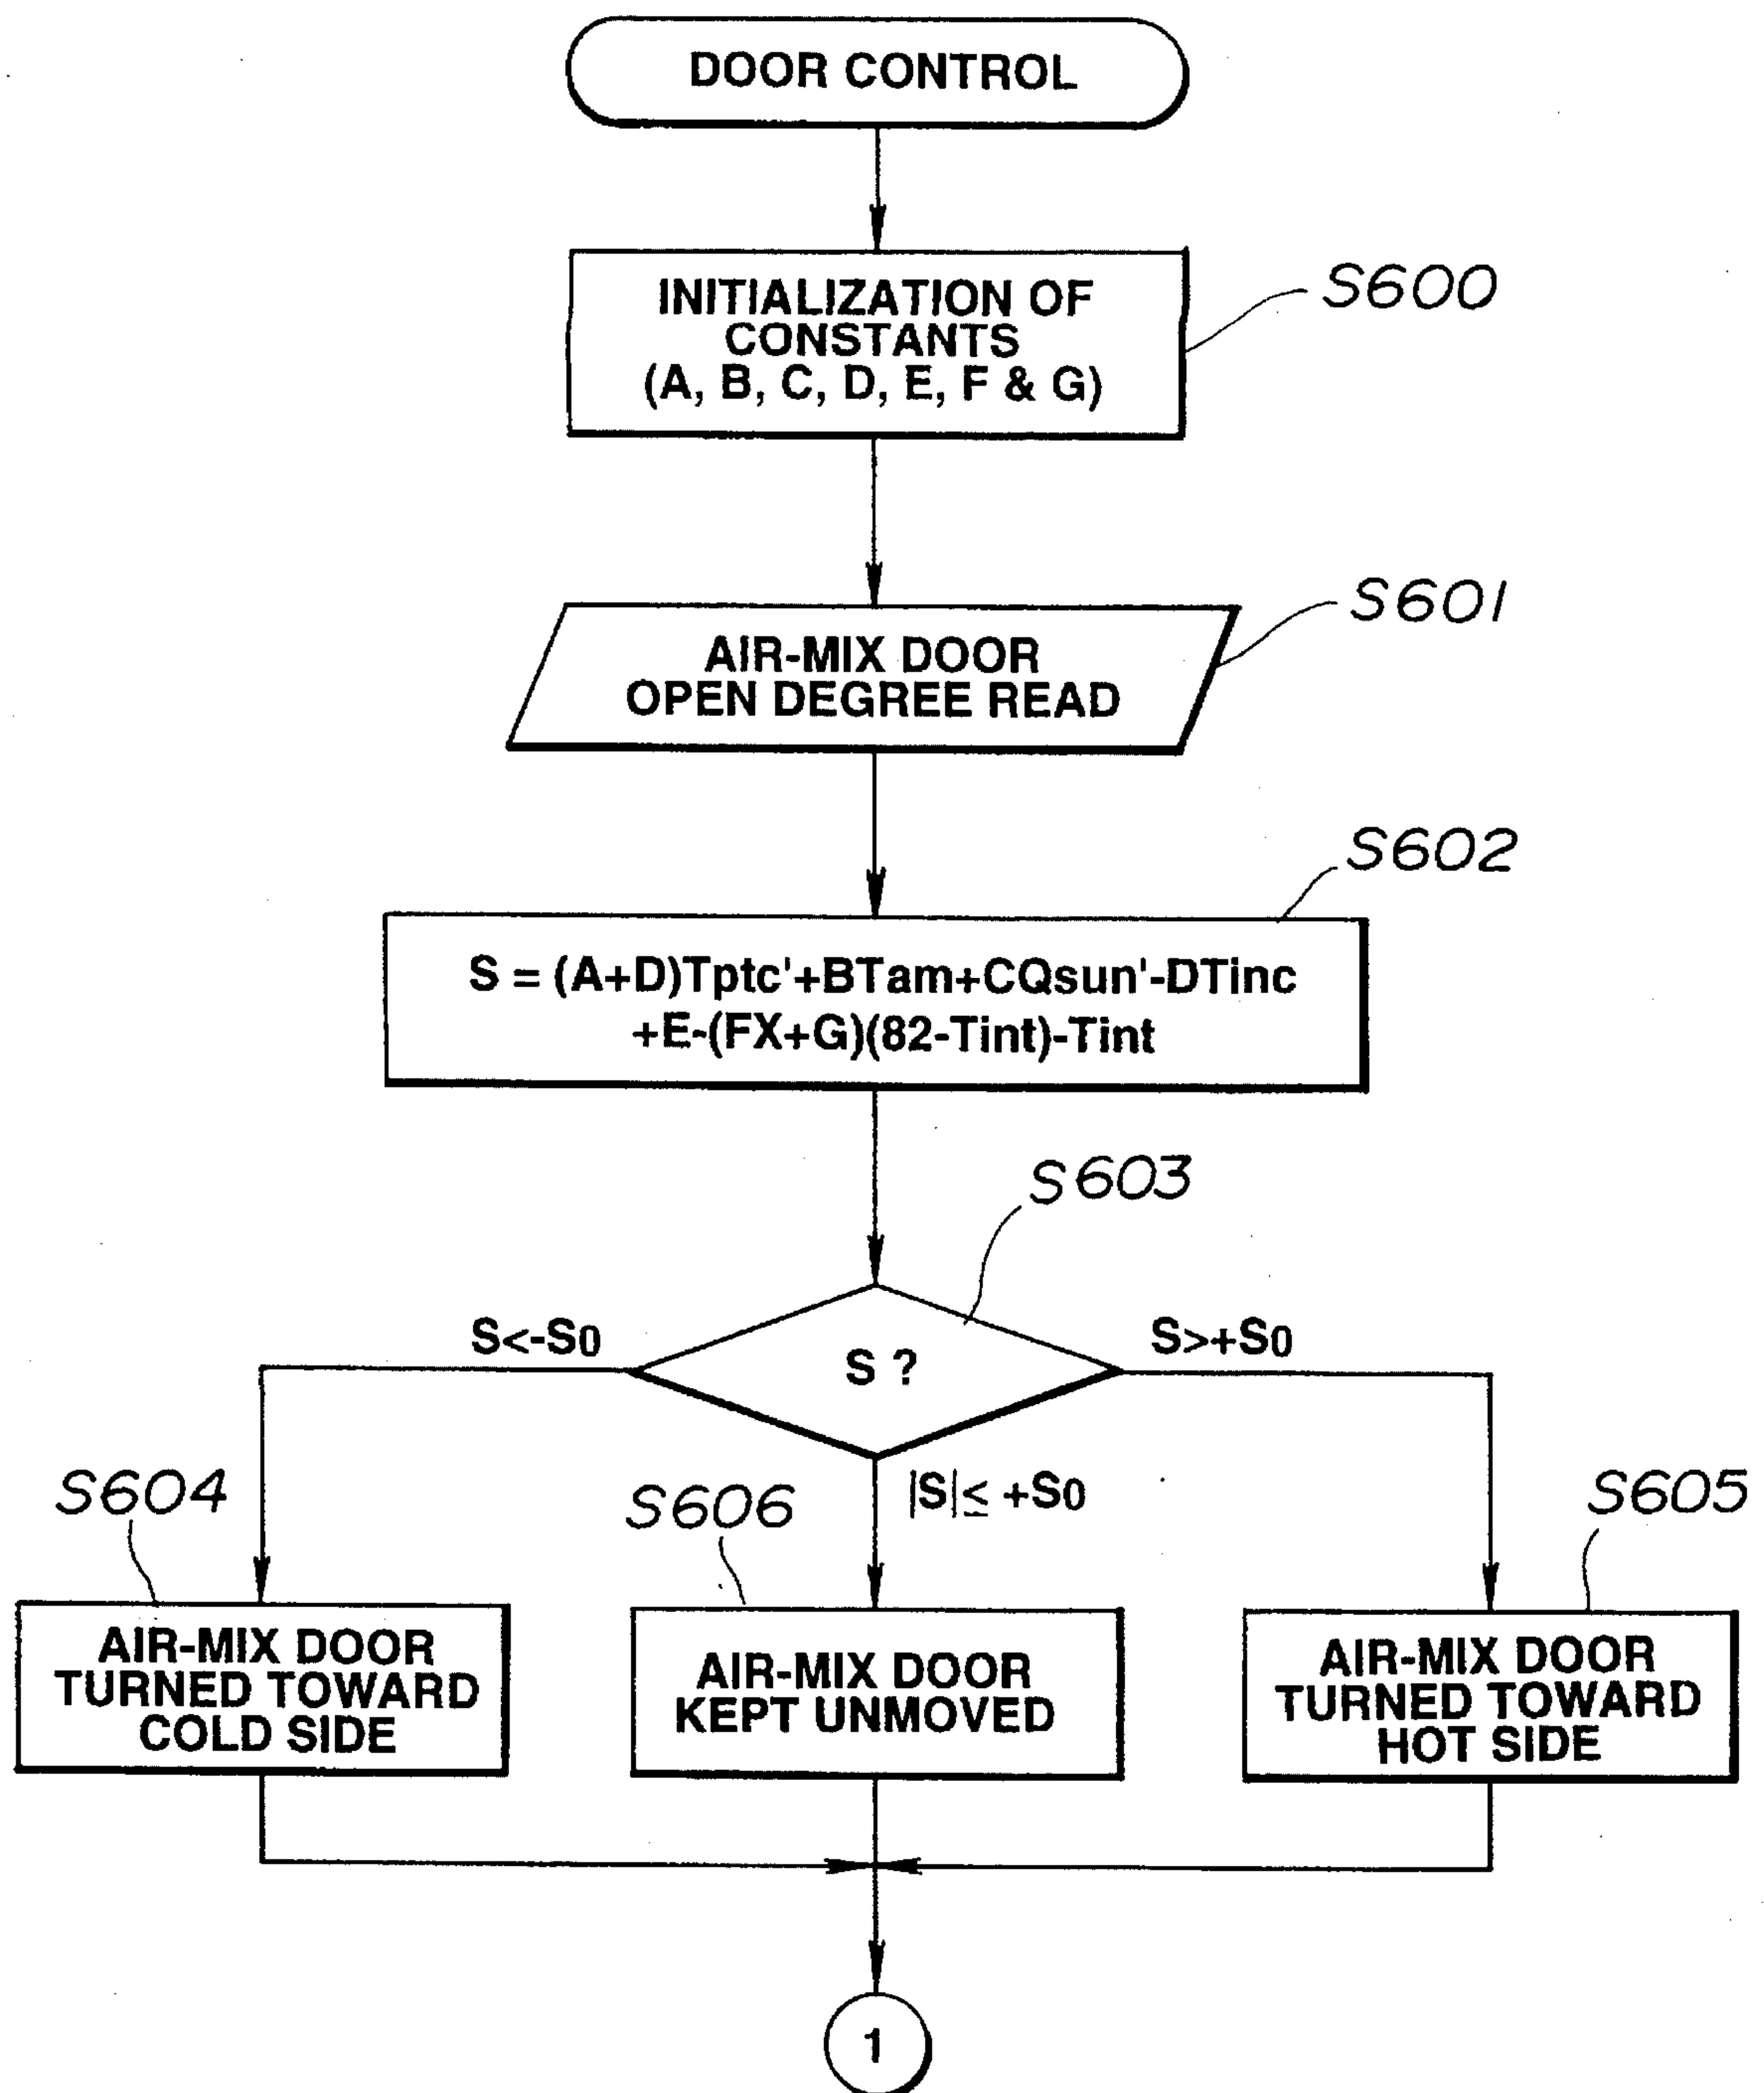 DOOR CONTROL
INITIALIZATION OF
CONSTANTS
(A, B, C, D, E, F & G)
S600
AIR-MIX DOOR
OPEN DEGREE READ
S601
S602
S = (A+D)Tptc'+BTam+CQsun'-DTinc
+E-(FX+G)(82-Tint)-Tint
S603
S<-S0
S ?
S>+S0
|S|≤ +S0
S604
S606
S605
AIR-MIX DOOR
TURNED TOWARD
COLD SIDE
AIR-MIX DOOR
KEPT UNMOVED
AIR-MIX DOOR
TURNED TOWARD
HOT SIDE
1